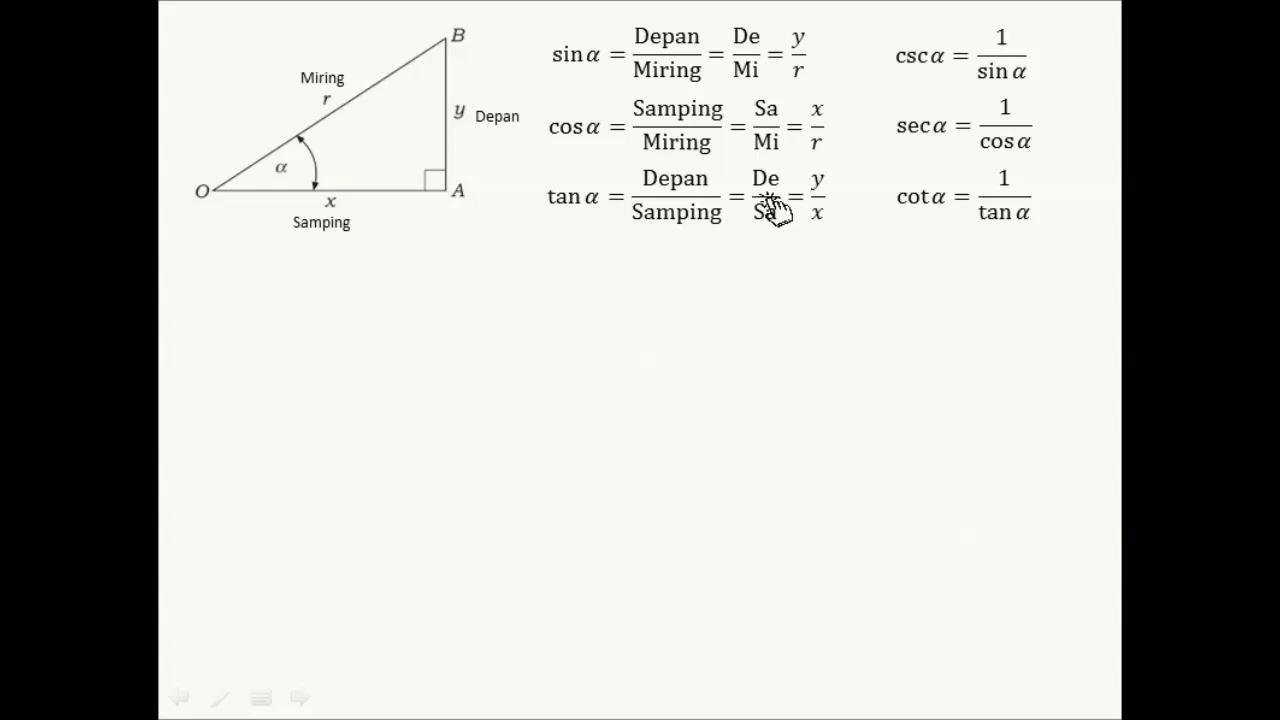 B
Miring
r
y
Depan
α
O
A
x
Samping
sin α = Depan/Miring = De/Mi = y/r
cos α = Samping/Miring = Sa/Mi = x/r
tan α = Depan/Samping = De/Sa = y/x
csc α = 1/sin α
sec α = 1/cos α
cot α = 1/tan α